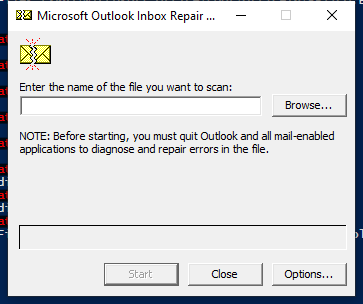 Microsoft Outlook Inbox Repair ...
Enter the name of the file you want to scan:
Browse...
NOTE: Before starting, you must quit Outlook and all mail-enabled
applications to diagnose and repair errors in the file.
Start
Close
Options...